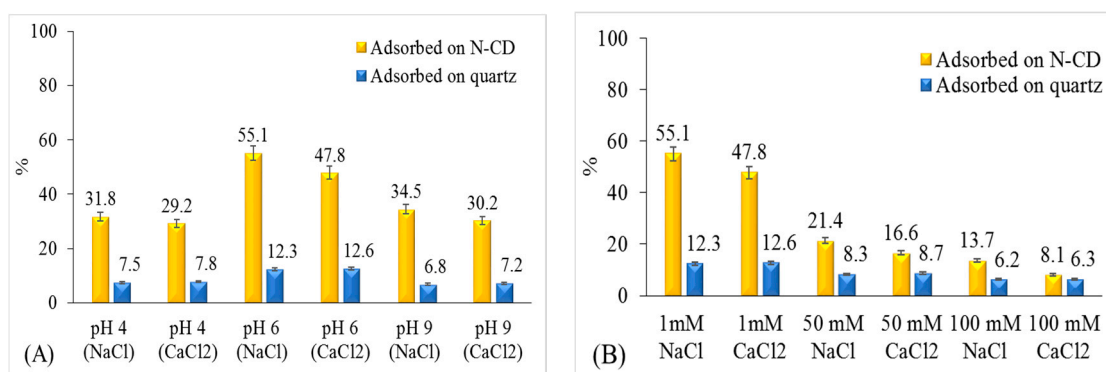 100
80
60
40
20
0
%
Adsorbed on N-CD
Adsorbed on quartz
31.8
7.5
29.2
7.8
55.1
12.3
47.8
12.6
34.5
6.8
30.2
7.2
pH 4 (NaCl)
pH 4 (CaCl2)
pH 6 (NaCl)
pH 6 (CaCl2)
pH 9 (NaCl)
pH 9 (CaCl2)
(A)
100
80
60
40
20
0
%
Adsorbed on N-CD
Adsorbed on quartz
55.1
12.3
47.8
12.6
21.4
8.3
16.6
8.7
13.7
6.2
8.1
6.3
1mM NaCl
1mM CaCl2
50 mM NaCl
50 mM CaCl2
100 mM NaCl
100 mM CaCl2
(B)